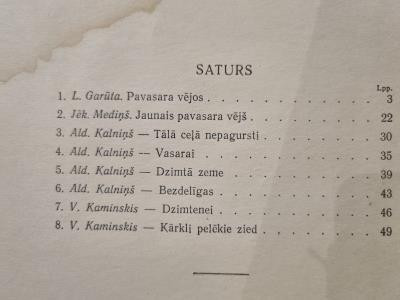 SATURS
Lpp.
1. L. Garūta. Pavasara vējos . . . . . . . . . . 3
2. Jēk. Mediņš. Jaunais pavasara vējš . . . . . . . 22
3. Ald. Kalniņš — Tālā ceļā nepagursti . . . . . . . 30
4. Ald. Kalniņš — Vasarai . . . . . . . . . . 35
5. Ald. Kalniņš — Dzimtā zeme . . . . . . . . . 39
6. Ald. Kalniņš — Bezdelīgas . . . . . . . . . 43
7. V. Kaminskis — Dzimtenei . . . . . . . . . 46
8. V. Kaminskis — Kārkli pelēkie zied . . . . . . . 49